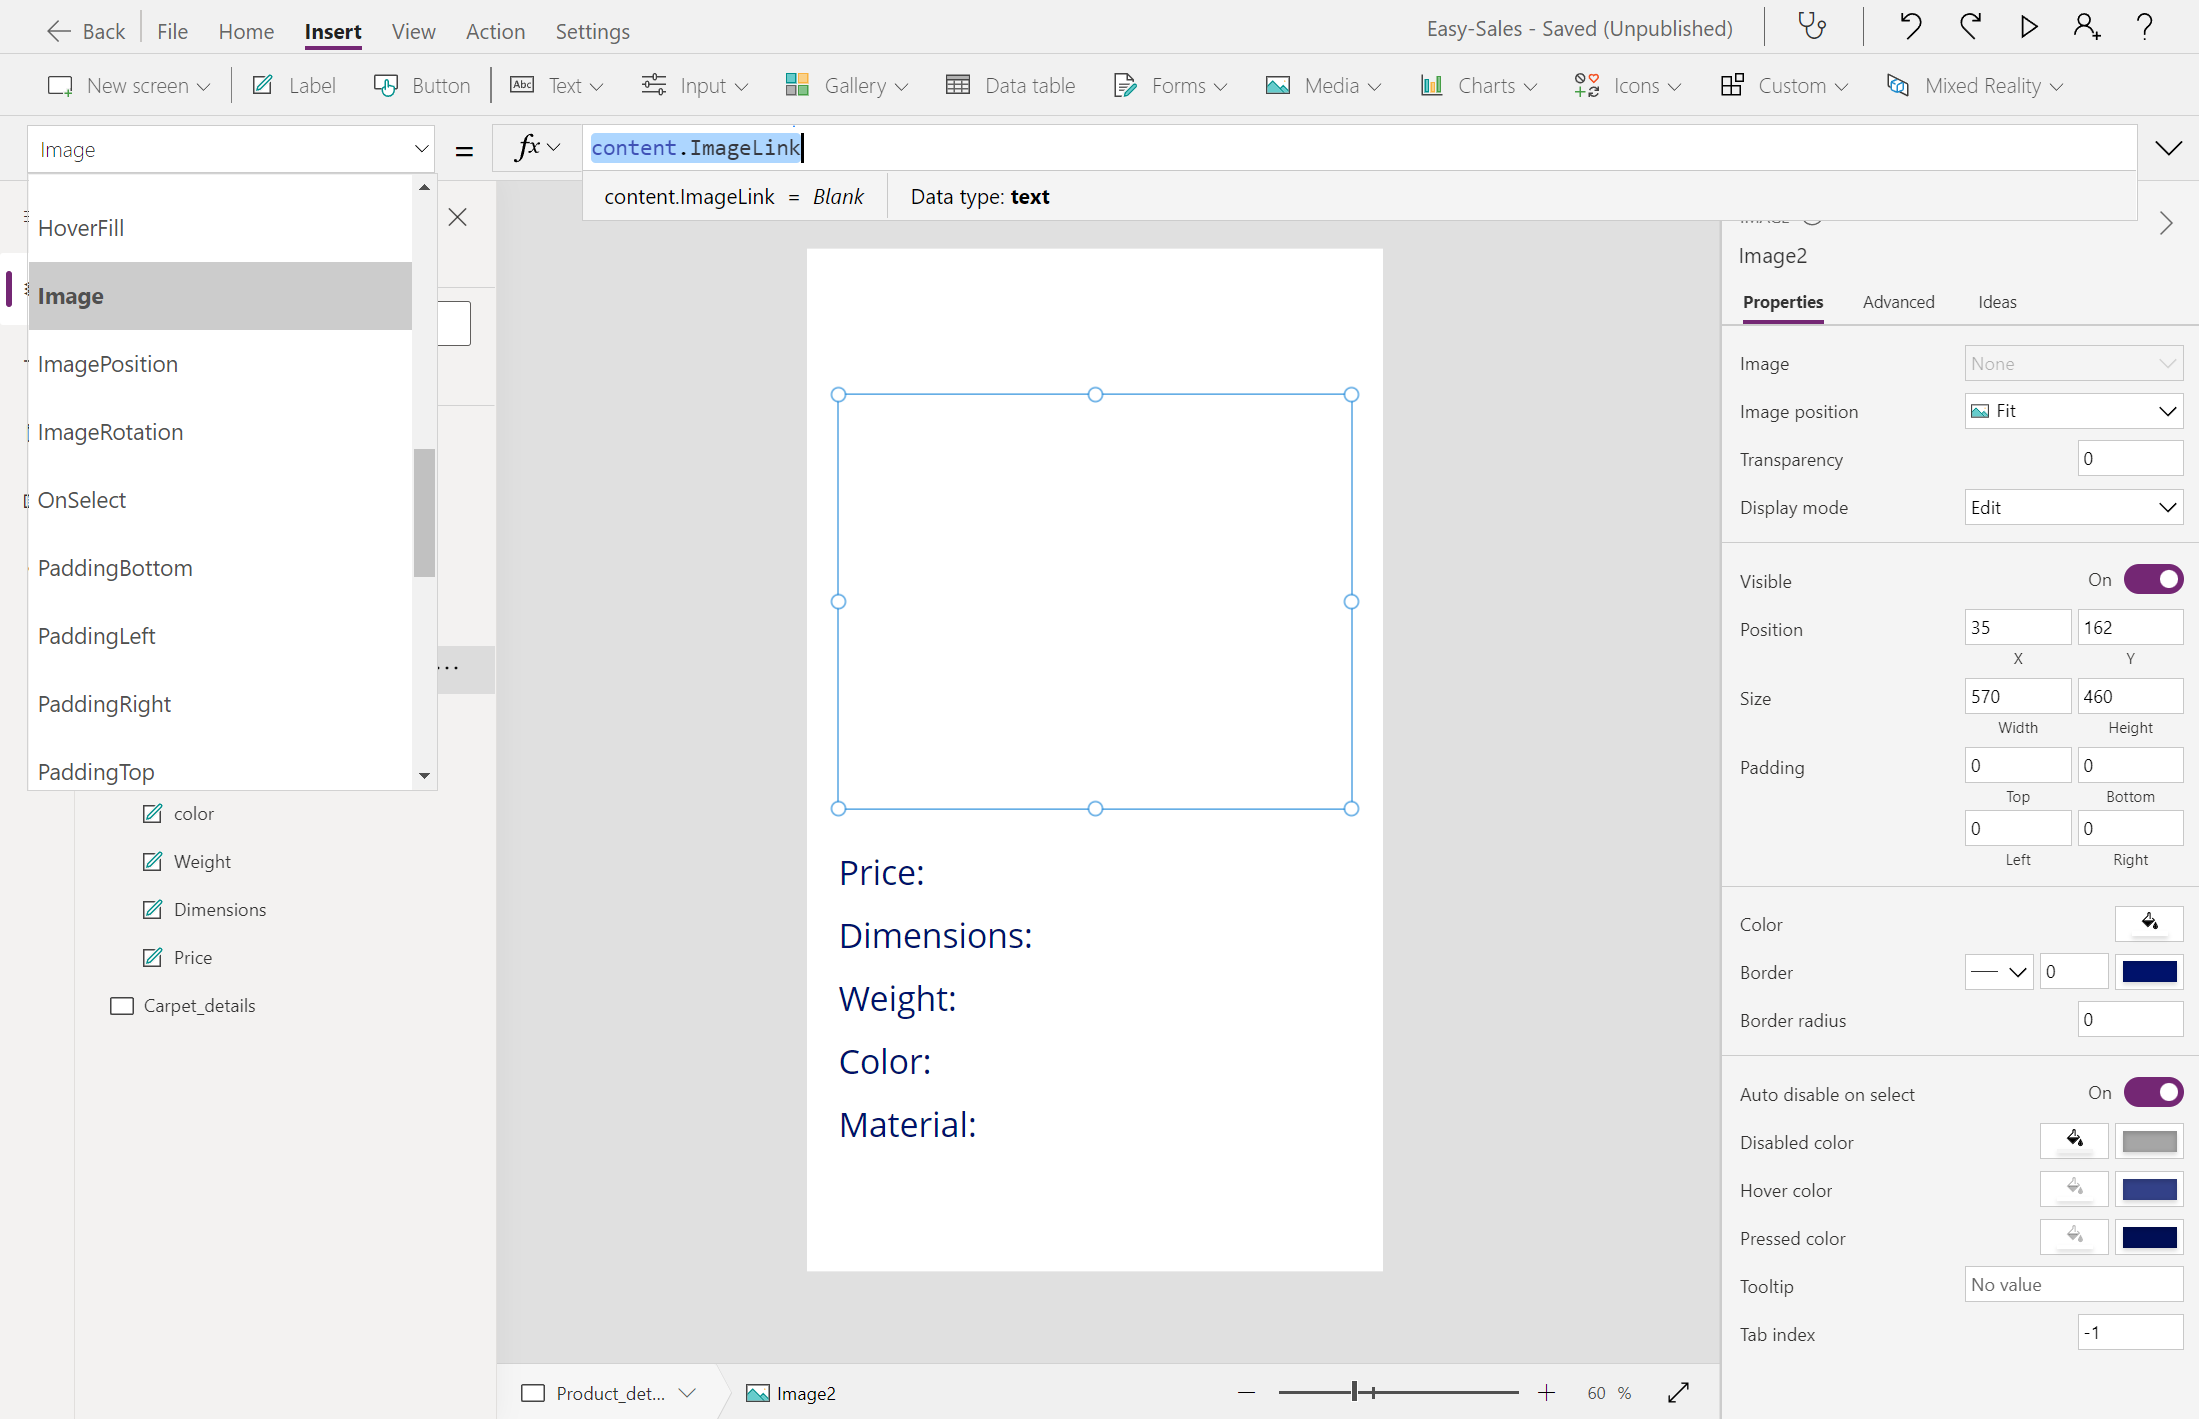 Back File Home Insert View Action Settings Easy-Sales - Saved (Unpublished)
New screen Label Button Abc Text Input Gallery Data table Forms Media Charts Icons Custom Mixed Reality
Image = fx content.ImageLink
content.ImageLink = Blank Data type: text
HoverFill
Image
ImagePosition
ImageRotation
OnSelect
PaddingBottom
PaddingLeft
PaddingRight
PaddingTop
color
Weight
Dimensions
Price
Carpet_details
Price:
Dimensions:
Weight:
Color:
Material:
Product_det... Image2 60 %
Image2
Properties Advanced Ideas
Image None
Image position Fit
Transparency 0
Display mode Edit
Visible On
Position 35 162
X Y
Size 570 460
Width Height
Padding 0 0
Top Bottom
0 0
Left Right
Color
Border 0
Border radius 0
Auto disable on select On
Disabled color
Hover color
Pressed color
Tooltip No value
Tab index -1